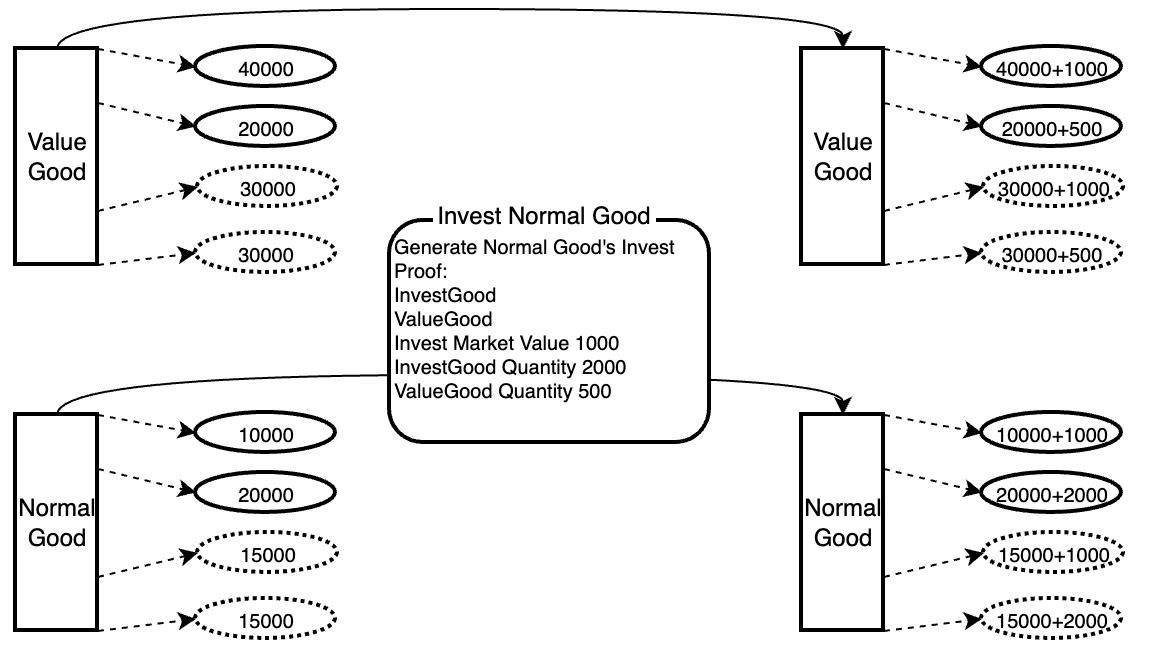 Value
Good
40000
20000
30000
30000
Value
Good
40000+1000
20000+500
30000+1000
30000+500
Invest Normal Good
Generate Normal Good's Invest
Proof:
InvestGood
ValueGood
Invest Market Value 1000
InvestGood Quantity 2000
ValueGood Quantity 500
Normal
Good
10000
20000
15000
15000
Normal
Good
10000+1000
20000+2000
15000+1000
15000+2000